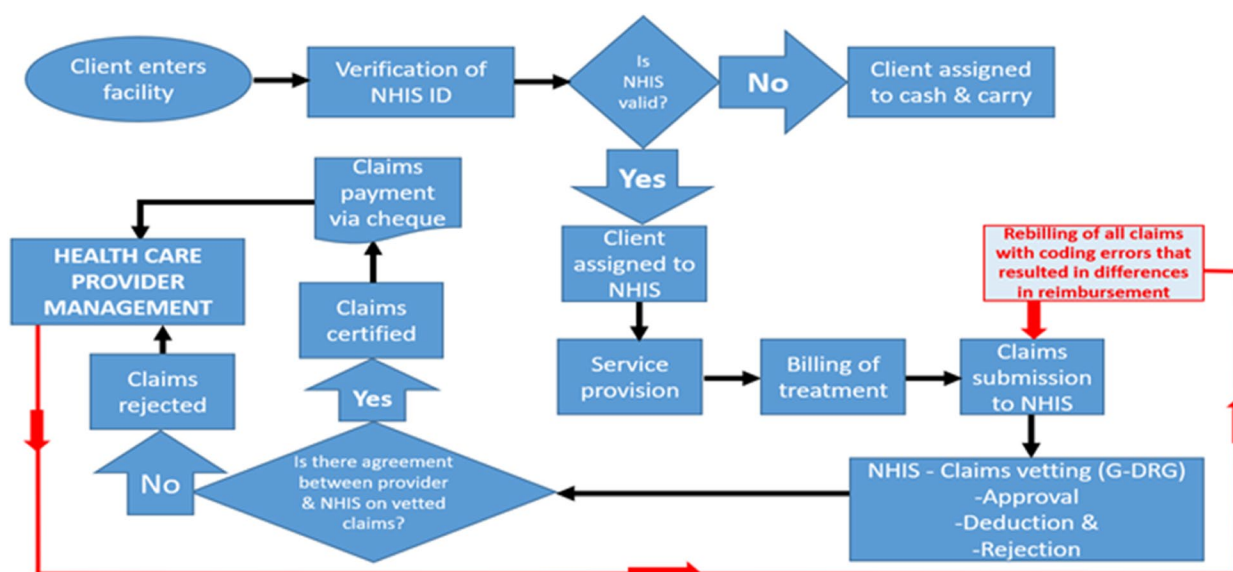 Client enters
facility
Verification of
NHIS ID
Is
NHIS
valid?
No
Client assigned
to cash & carry
Yes
Claims
payment
via cheque
HEALTH CARE
PROVIDER
MANAGEMENT
Client
assigned to
NHIS
Rebilling of all claims
with coding errors that
resulted in differences
in reimbursement
Claims
certified
Claims
rejected
Service
provision
Billing of
treatment
Claims
submission
to NHIS
Yes
No
Is there agreement
between provider
& NHIS on vetted
claims?
NHIS - Claims vetting (G-DRG)
-Approval
-Deduction &
-Rejection